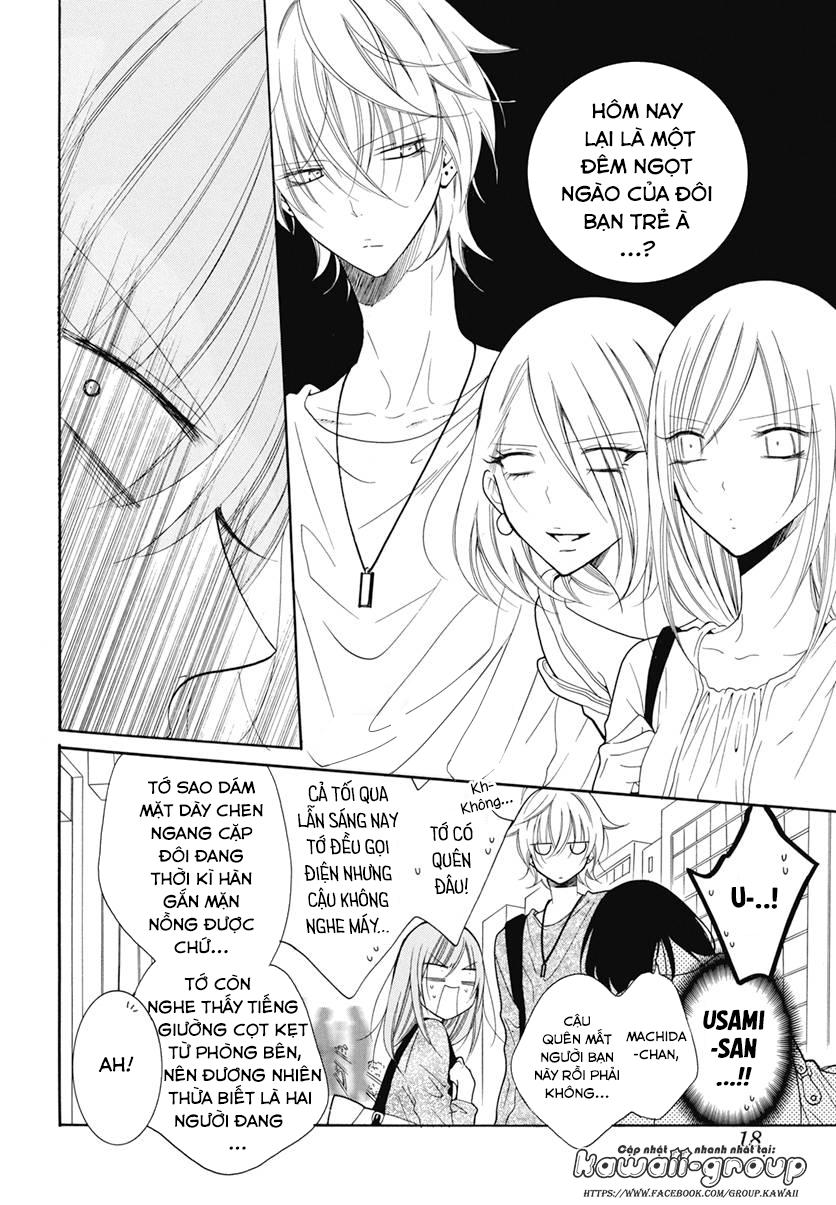 HÔM NAY
LẠI LÀ MỘT
ĐÊM NGỌT
NGÀO CỦA ĐÔI
BẠN TRẺ À
...?
U-..!
USAMI
-SAN
...!!
MACHIDA
-CHAN,
CẬU
QUÊN MẤT
NGƯỜI BẠN
NÀY RỒI PHẢI
KHÔNG...
Kh-
Không...
TỚ CÓ
QUÊN
ĐÂU!
CẢ TỐI QUA
LẪN SÁNG NAY
TỚ ĐỀU GỌI
ĐIỆN NHƯNG
CẬU KHÔNG
NGHE MÁY...
TỚ SAO DÁM
MẶT DÀY CHEN
NGANG CẶP
ĐÔI ĐANG
THỜI KÌ HÀN
GẮN MẶN
NỒNG ĐƯỢC
CHỨ...
TỚ CÒN
NGHE THẤY TIẾNG
GIƯỜNG CỌT KẸT
TỪ PHÒNG BÊN,
NÊN ĐƯƠNG NHIÊN
THỪA BIẾT LÀ HAI
NGƯỜI ĐANG
...
AH!
18
Cập nhật nhanh nhất tại:
kawaii-group
HTTPS://WWW.FACEBOOK.COM/GROUP.KAWAII